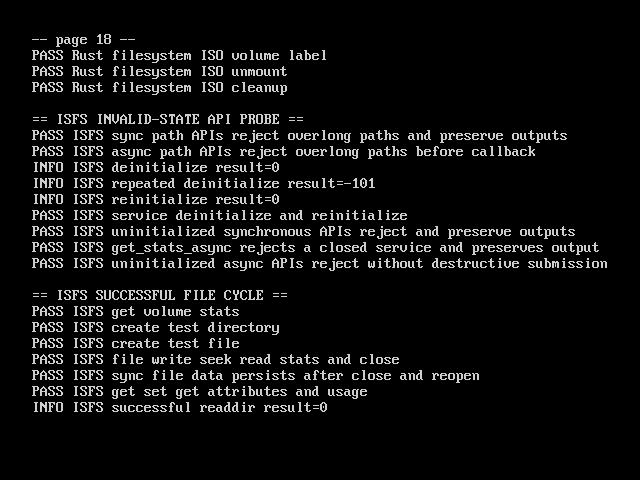 -- page 18 --
PASS Rust filesystem ISO volume label
PASS Rust filesystem ISO unmount
PASS Rust filesystem ISO cleanup
== ISFS INVALID-STATE API PROBE ==
PASS ISFS sync path APIs reject overlong paths and preserve outputs
PASS ISFS async path APIs reject overlong paths before callback
INFO ISFS deinitialize result=0
INFO ISFS repeated deinitialize result=-101
INFO ISFS reinitialize result=0
PASS ISFS service deinitialize and reinitialize
PASS ISFS uninitialized synchronous APIs reject and preserve outputs
PASS ISFS get_stats_async rejects a closed service and preserves output
PASS ISFS uninitialized async APIs reject without destructive submission
== ISFS SUCCESSFUL FILE CYCLE ==
PASS ISFS get volume stats
PASS ISFS create test directory
PASS ISFS create test file
PASS ISFS file write seek read stats and close
PASS ISFS sync file data persists after close and reopen
PASS ISFS get set get attributes and usage
INFO ISFS successful readdir result=0